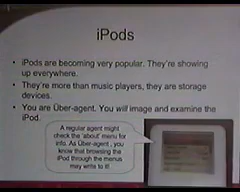 iPods
• iPods are becoming very popular. They're showing
up everywhere.
• They're more than music players, they are storage
devices.
• You are Über-agent. You will image and examine the
iPod.
A regular agent might
check the 'about' menu for
info. As Über-agent, you
know that browsing the
iPod through the menus
may write to it!